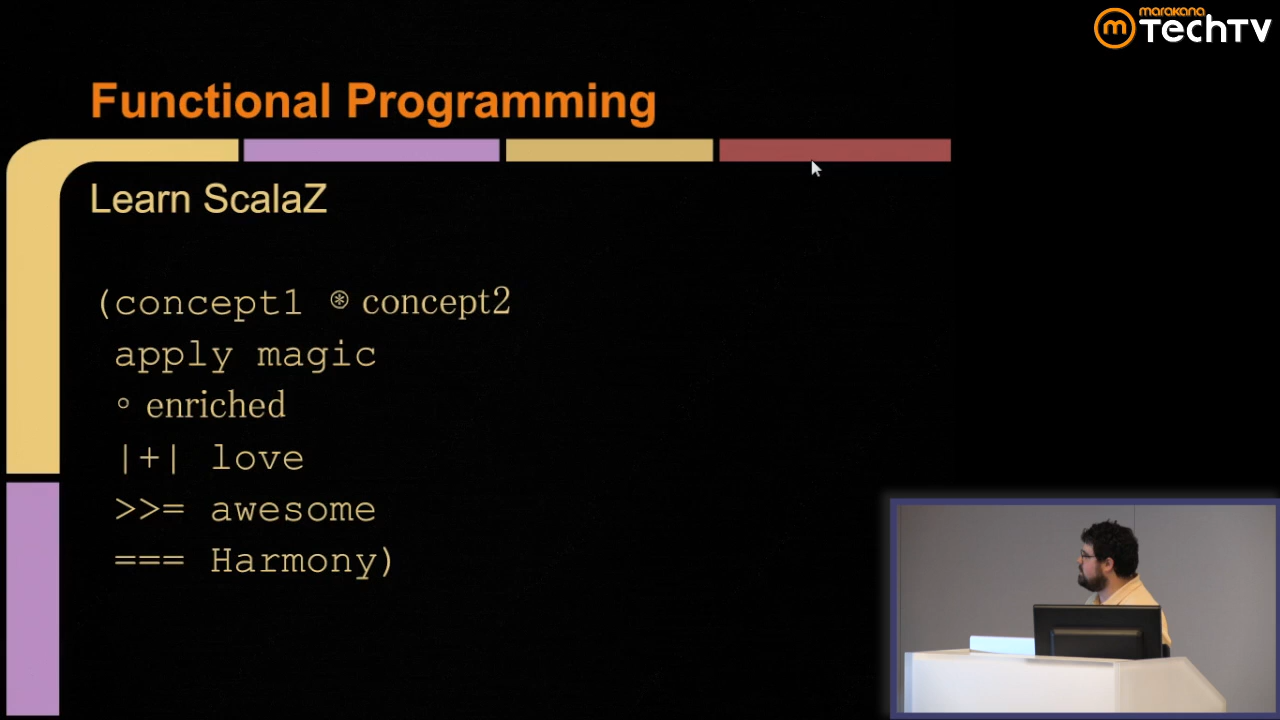 marakana
TechTV
Functional Programming
Learn ScalaZ
(concept1 ⊛ concept2
apply magic
∘ enriched
|+| love
>>= awesome
=== Harmony)